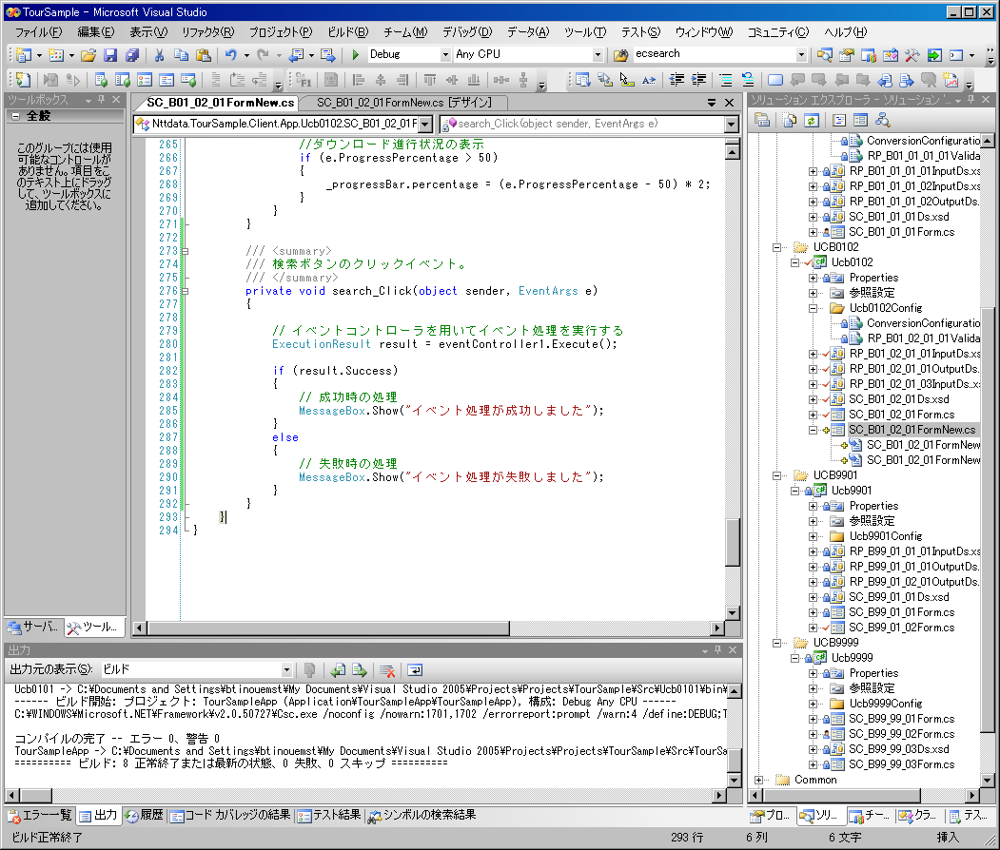 TourSample - Microsoft Visual Studio
ファイル(F) 編集(E) 表示(V) リファクタ(R) プロジェクト(P) ビルド(B) チーム(M) デバッグ(D) データ(A) ツール(T) テスト(S) ウィンドウ(W) コミュニティ(C) ヘルプ(H)
Debug Any CPU ecsearch
ツールボックス
全般
このグループには使用
可能なコントロールが
ありません。項目をこ
のテキスト上にドラッグ
して、ツールボックスに
追加してください。
サーバ... ツール...
SC_B01_02_01FormNew.cs SC_B01_02_01FormNew.cs [デザイン]
Nttdata.TourSample.Client.App.Ucb0102.SC_B01_02_01F search_Click(object sender, EventArgs e)
265 //ダウンロード進行状況の表示
266 if (e.ProgressPercentage > 50)
267 {
268 _progressBar.percentage = (e.ProgressPercentage - 50) * 2;
269 }
270 }
271 }
272
273 /// <summary>
274 /// 検索ボタンのクリックイベント。
275 /// </summary>
276 private void search_Click(object sender, EventArgs e)
277 {
278
279 // イベントコントローラを用いてイベント処理を実行する
280 ExecutionResult result = eventController1.Execute();
281
282 if (result.Success)
283 {
284 // 成功時の処理
285 MessageBox.Show("イベント処理が成功しました");
286 }
287 else
288 {
289 // 失敗時の処理
290 MessageBox.Show("イベント処理が失敗しました");
291 }
292 }
293 }
294 }
ソリューション エクスプローラ - ソリューション '...
ConversionConfiguratio
RP_B01_01_01_01Valida
RP_B01_01_01InputDs.xs
RP_B01_01_02InputDs.xs
RP_B01_01_02OutputDs.
SC_B01_01_01Ds.xsd
SC_B01_01_01Form.cs
UCB0102
Ucb0102
Properties
参照設定
Ucb0102Config
ConversionConfiguratio
RP_B01_02_01_01Valida
RP_B01_02_01InputDs.xs
RP_B01_02_01OutputDs.
RP_B01_02_03InputDs.xs
SC_B01_02_01Ds.xsd
SC_B01_02_01Form.cs
SC_B01_02_01FormNew.cs
SC_B01_02_01FormNew
SC_B01_02_01FormNew
UCB9901
Ucb9901
Properties
参照設定
Ucb9901Config
RP_B99_01_01InputDs.xs
RP_B99_01_01OutputDs.
RP_B99_01_02OutputDs.
SC_B99_01_01Ds.xsd
SC_B99_01_01Form.cs
SC_B99_01_02Form.cs
UCB9999
Ucb9999
Properties
参照設定
Ucb9999Config
SC_B99_99_01Form.cs
SC_B99_99_02Form.cs
SC_B99_99_03Ds.xsd
SC_B99_99_03Form.cs
Common
プロ... ソリ... チー... クラ... テス...
出力
出力元の表示(S): ビルド
Ucb0101 -> C:¥Documents and Settings¥btinouemst¥My Documents¥Visual Studio 2005¥Projects¥Projects¥TourSample¥Src¥Ucb0101¥bin¥
------ ビルド開始: プロジェクト: TourSampleApp (Application¥TourSampleApp¥TourSampleApp), 構成: Debug Any CPU ------
C:¥WINDOWS¥Microsoft.NET¥Framework¥v2.0.50727¥Csc.exe /noconfig /nowarn:1701,1702 /errorreport:prompt /warn:4 /define:DEBUG;T
コンパイルの完了 -- エラー 0、警告 0
TourSampleApp -> C:¥Documents and Settings¥btinouemst¥My Documents¥Visual Studio 2005¥Projects¥Projects¥TourSample¥Src¥TourSa
========== ビルド: 8 正常終了または最新の状態、0 失敗、0 スキップ ==========
エラー一覧 出力 履歴 コード カバレッジの結果 テスト結果 シンボルの検索結果
ビルド正常終了 293 行 6 列 6 文字 挿入